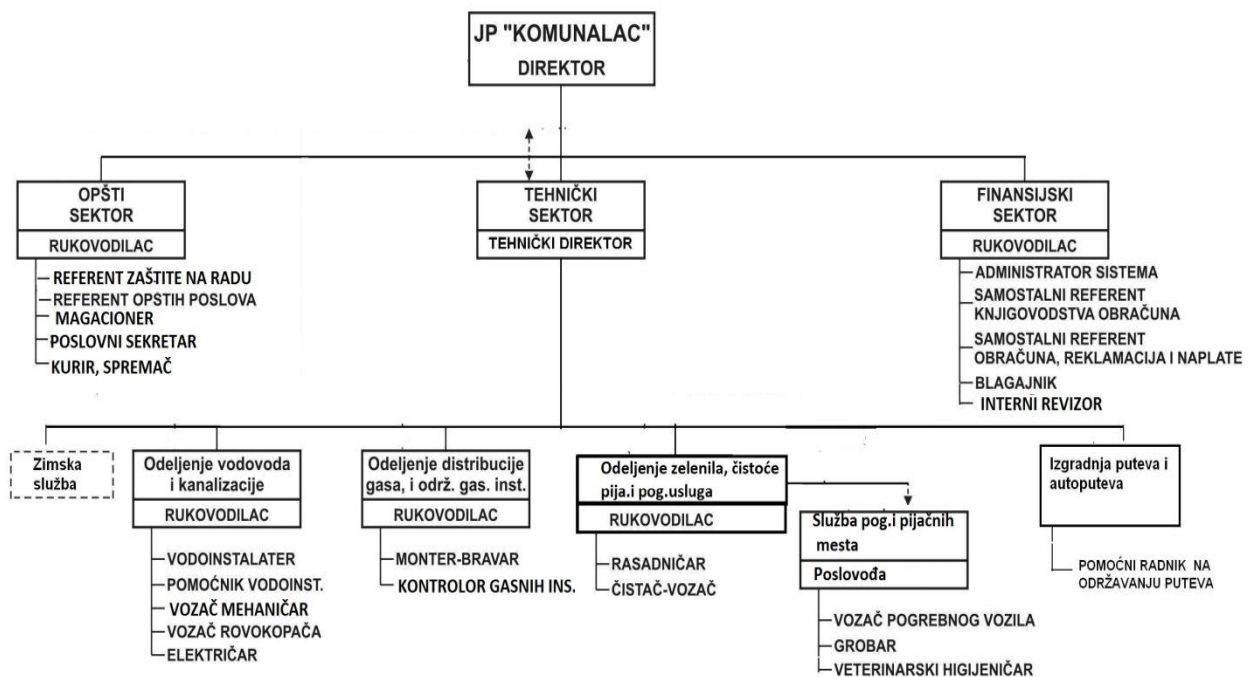 JP "KOMUNALAC"
DIREKTOR
OPŠTI
SEKTOR
RUKOVODILAC
REFERENT ZAŠTITE NA RADU
REFERENT OPŠTIH POSLOVA
MAGACIONER
POSLOVNI SEKRETAR
KURIR, SPREMAČ
TEHNIČKI
SEKTOR
TEHNIČKI DIREKTOR
FINANSIJSKI
SEKTOR
RUKOVODILAC
ADMINISTRATOR SISTEMA
SAMOSTALNI REFERENT
KNJIGOVODSTVA OBRAČUNA
SAMOSTALNI REFERENT
OBRAČUNA, REKLAMACIJA I NAPLATE
BLAGAJNIK
INTERNI REVIZOR
Zimska
služba
Odeljenje vodovoda
i kanalizacije
RUKOVODILAC
VODOINSTALATER
POMOĆNIK VODOINST.
VOZAČ MEHANIČAR
VOZAČ ROVOKOPAČA
ELEKTRIČAR
Odeljenje distribucije
gasa, i održ. gas. inst.
RUKOVODILAC
MONTER-BRAVAR
KONTROLOR GASNIH INS.
Odeljenje zelenila, čistoće
pija.i pog.usluga
RUKOVODILAC
RASADNIČAR
ČISTAČ-VOZAČ
Služba pog.i pijačnih
mesta
Poslovođa
VOZAČ POGREBNOG VOZILA
GROBAR
VETERINARSKI HIGIJENIČAR
Izgradnja puteva i
autoputeva
POMOĆNI RADNIK NA
ODRŽAVANJU PUTEVA